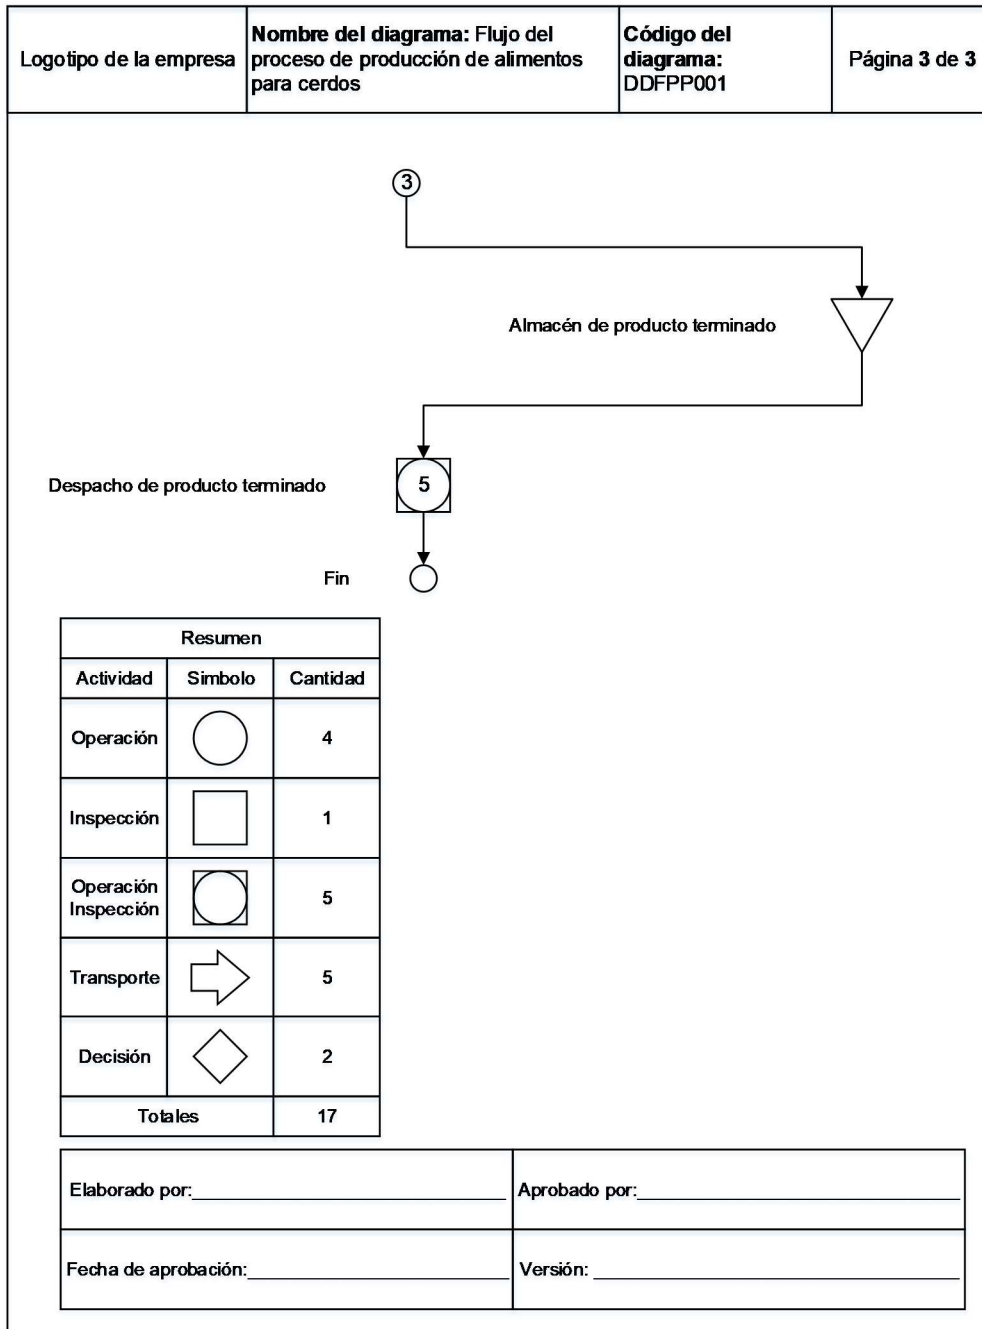 Logotipo de la empresa
Nombre del diagrama: Flujo del
proceso de producción de alimentos
para cerdos
Código del
diagrama:
DDFPP001
Página 3 de 3
3
Almacén de producto terminado
Despacho de producto terminado
5
Fin
Resumen
Actividad Simbolo Cantidad
Operación 4
Inspección 1
Operación
Inspección
5
Transporte 5
Decisión 2
Totales 17
Elaborado por:
Aprobado por:
Fecha de aprobación:
Versión: